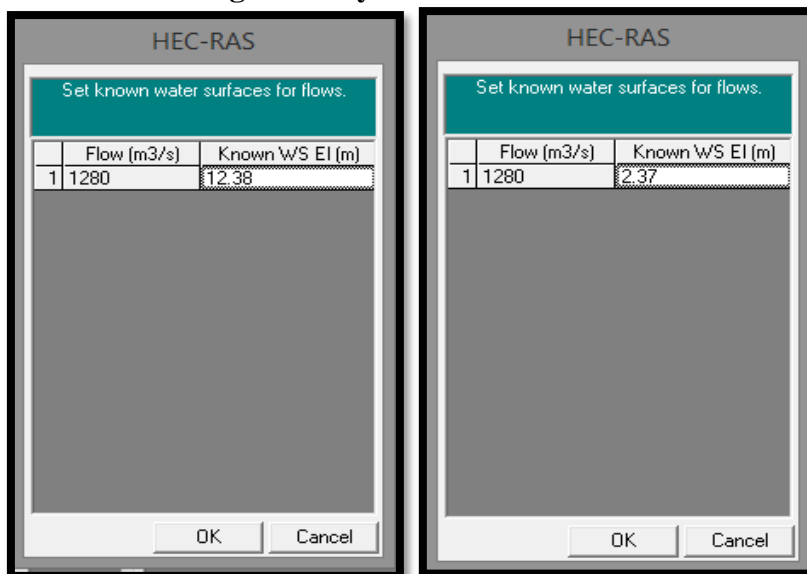 HEC-RAS
Set known water surfaces for flows.
Flow (m3/s) Known WS El (m)
1 1280 12.38
OK Cancel
HEC-RAS
Set known water surfaces for flows.
Flow (m3/s) Known WS El (m)
1 1280 2.37
OK Cancel